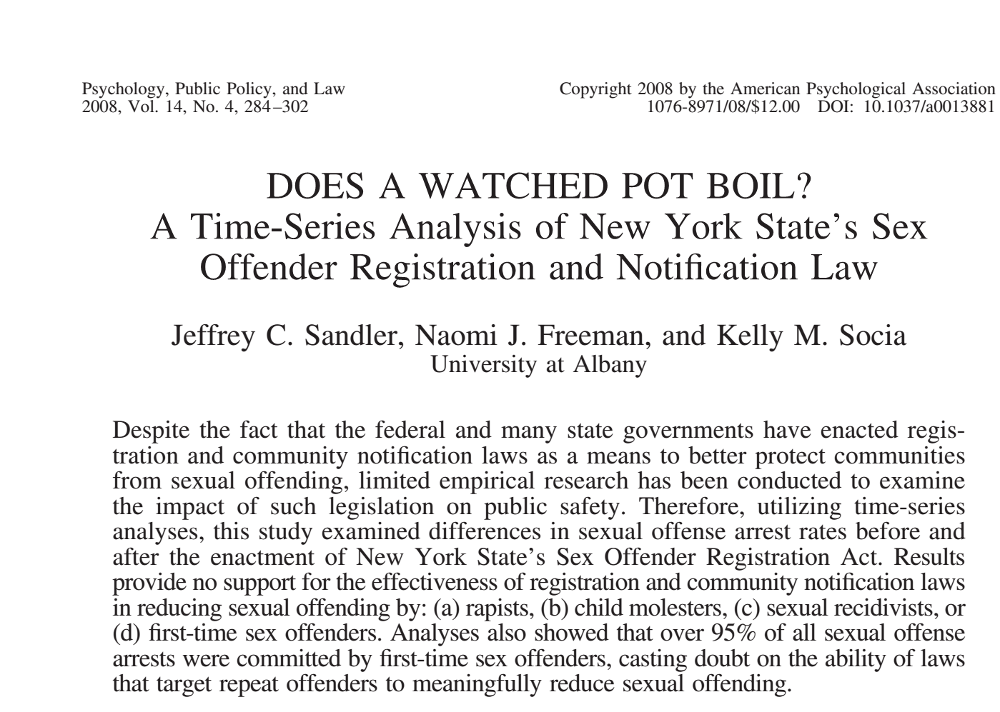 Psychology, Public Policy, and Law
2008, Vol. 14, No. 4, 284–302
Copyright 2008 by the American Psychological Association
1076-8971/08/$12.00 DOI: 10.1037/a0013881
DOES A WATCHED POT BOIL?
A Time-Series Analysis of New York State’s Sex
Offender Registration and Notification Law
Jeffrey C. Sandler, Naomi J. Freeman, and Kelly M. Socia
University at Albany
Despite the fact that the federal and many state governments have enacted regis-
tration and community notification laws as a means to better protect communities
from sexual offending, limited empirical research has been conducted to examine
the impact of such legislation on public safety. Therefore, utilizing time-series
analyses, this study examined differences in sexual offense arrest rates before and
after the enactment of New York State’s Sex Offender Registration Act. Results
provide no support for the effectiveness of registration and community notification laws
in reducing sexual offending by: (a) rapists, (b) child molesters, (c) sexual recidivists, or
(d) first-time sex offenders. Analyses also showed that over 95% of all sexual offense
arrests were committed by first-time sex offenders, casting doubt on the ability of laws
that target repeat offenders to meaningfully reduce sexual offending.